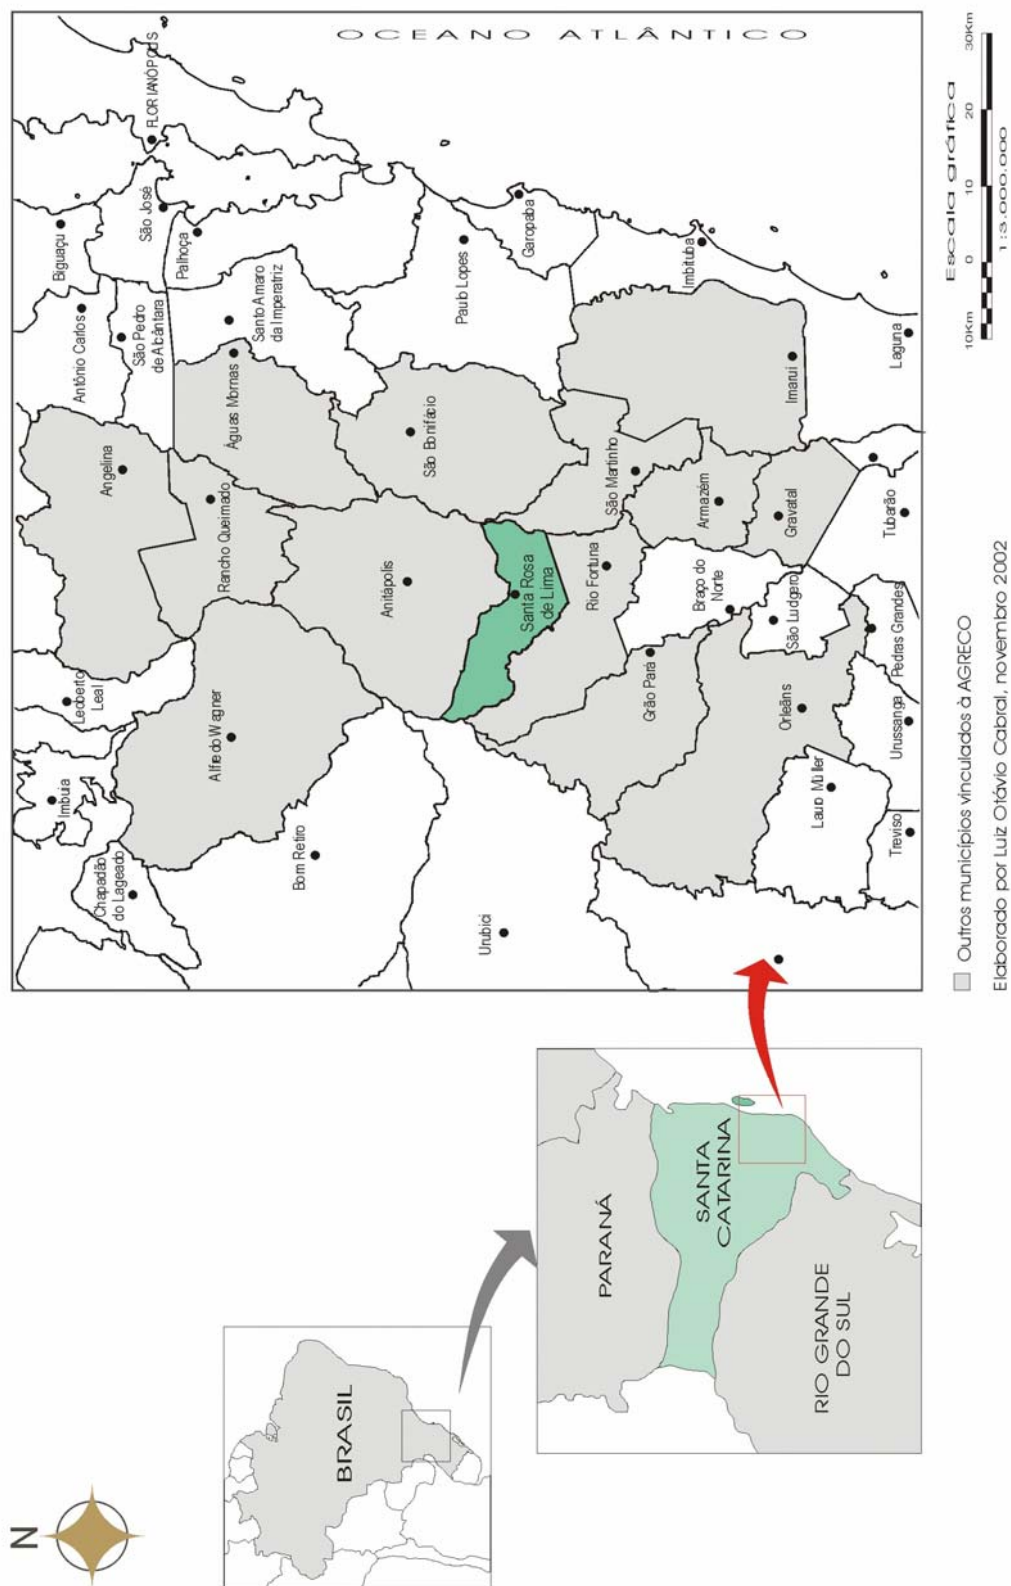 N
BRASIL
PARANÁ
SANTA
CATARINA
RIO GRANDE
DO SUL
OCEANO ATLÂNTICO
Chapadão
do Lageado
Imbuia
Leoberto
Leal
Angelina
Antônio Carlos
Biguaçu
São Pedro
de Alcântara
São José
FLORIANÓPOLIS
Palhoça
Alfredo Wagner
Rancho Queimado
Águas Mornas
Santo Amaro
da Imperatriz
Bom Retiro
Anitápolis
São Bonifácio
Paulo Lopes
Urubici
Santa Rosa
de Lima
Garopaba
Rio Fortuna
São Martinho
Grão Pará
Imbituba
Braço do
Norte
Armazém
São Ludgero
Gravatal
Imaruí
Orleãns
Lauro Müller
Treviso
Urussanga
Pedras Grandes
Tubarão
Laguna
Outros municípios vinculados à AGRECO
Elaborado por Luiz Otávio Cabral, novembro 2002
Escala gráfica
10Km 0 10 20 30Km
1:3.000.000